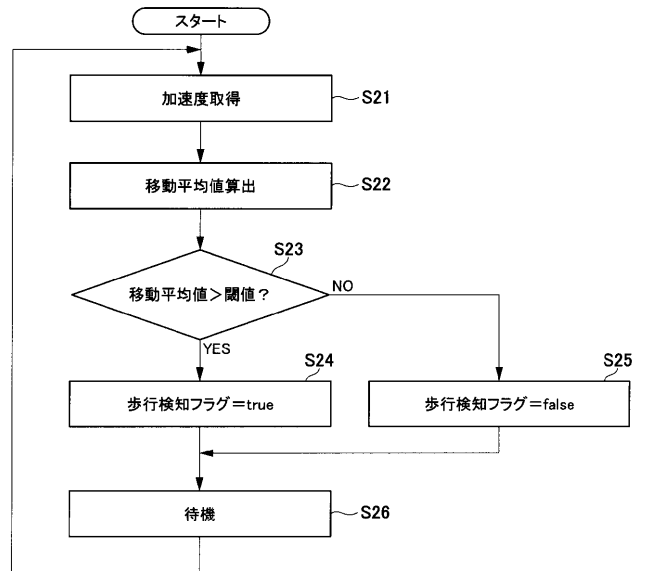 スタート
加速度取得
S21
移動平均値算出
S22
S23
移動平均値＞閾値？
NO
YES
S24
歩行検知フラグ＝true
S25
歩行検知フラグ＝false
待機
S26